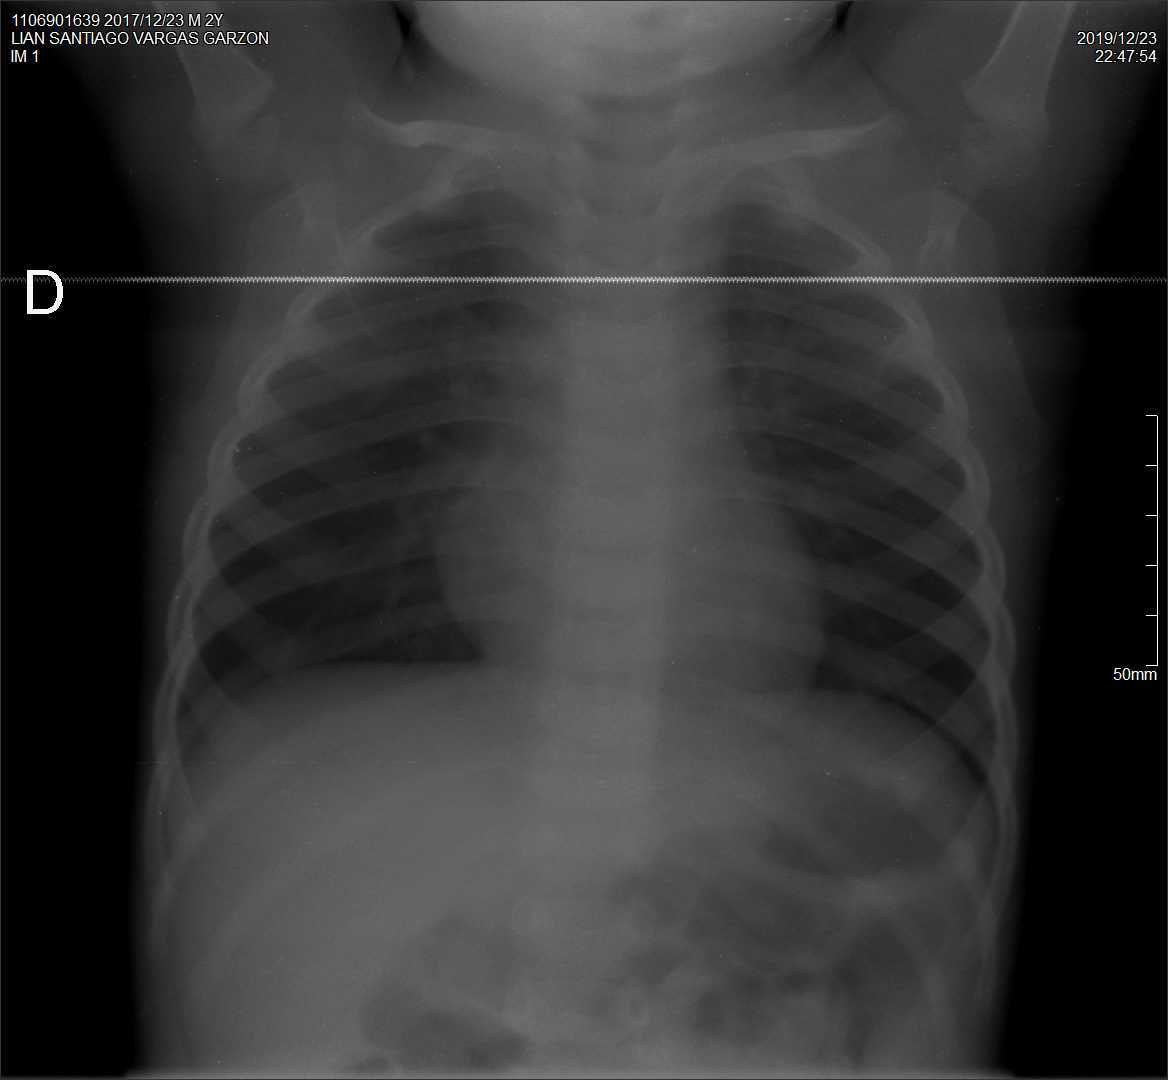 1106901639 2017/12/23 M 2Y
LIAN SANTIAGO VARGAS GARZON
IM 1
2019/12/23
22:47:54
D
50mm